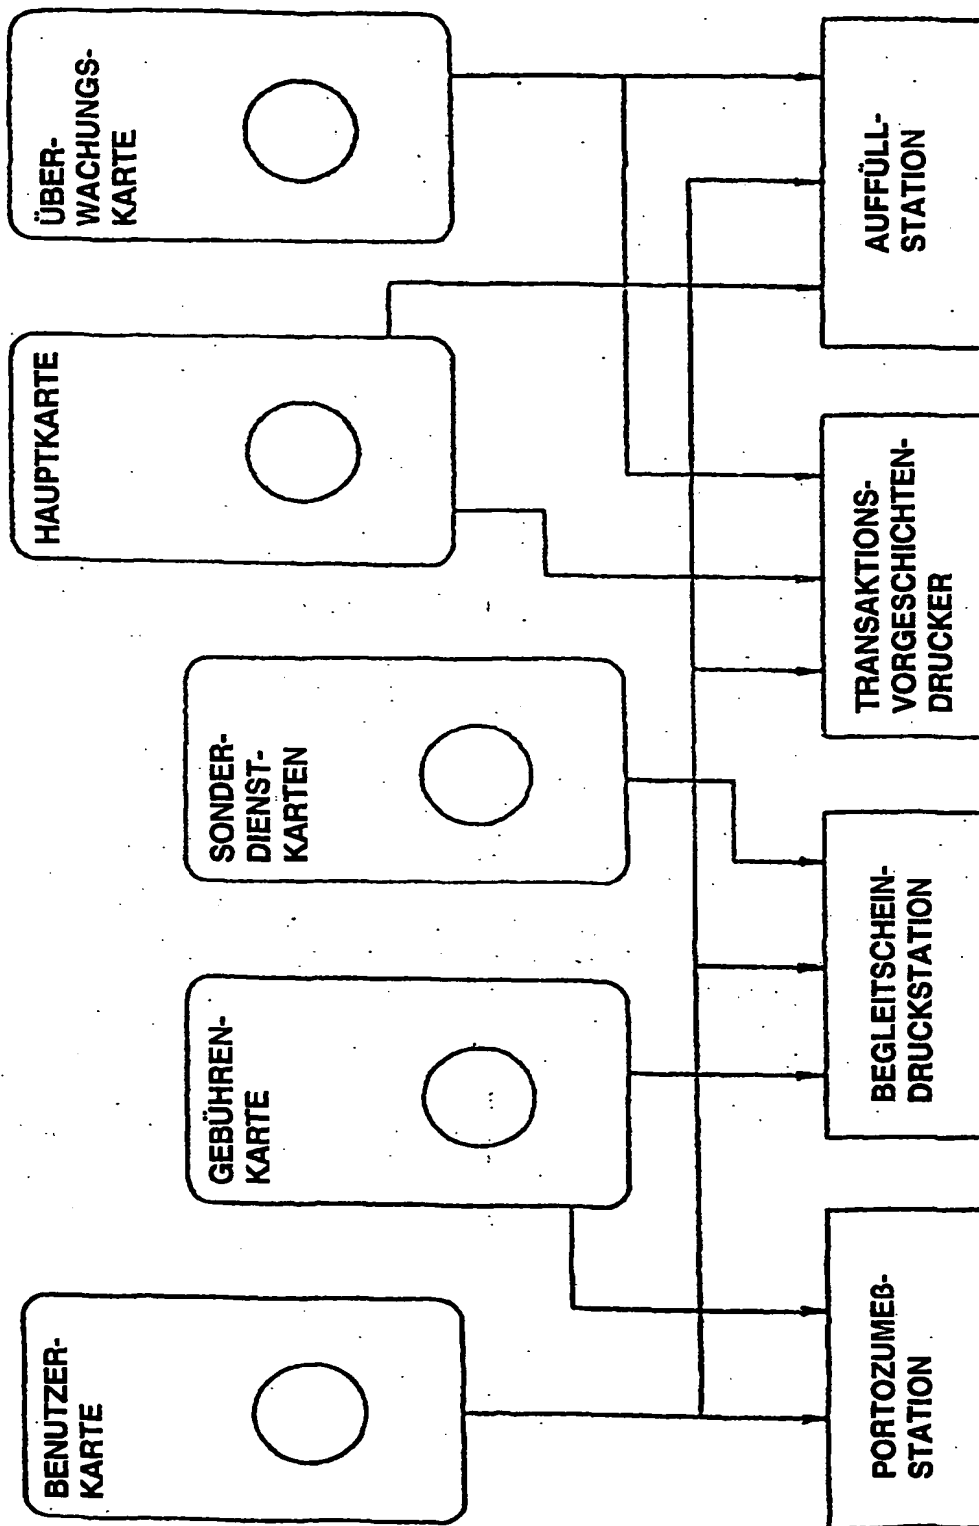 BENUTZER-
KARTE
GEBÜHREN-
KARTE
SONDER-
DIENST-
KARTEN
HAUPTKARTE
ÜBER-
WACHUNGS-
KARTE
PORTOZUMEß-
STATION
BEGLEITSCHEIN-
DRUCKSTATION
TRANSAKTIONS-
VORGESCHICHTEN-
DRUCKER
AUFFÜLL-
STATION